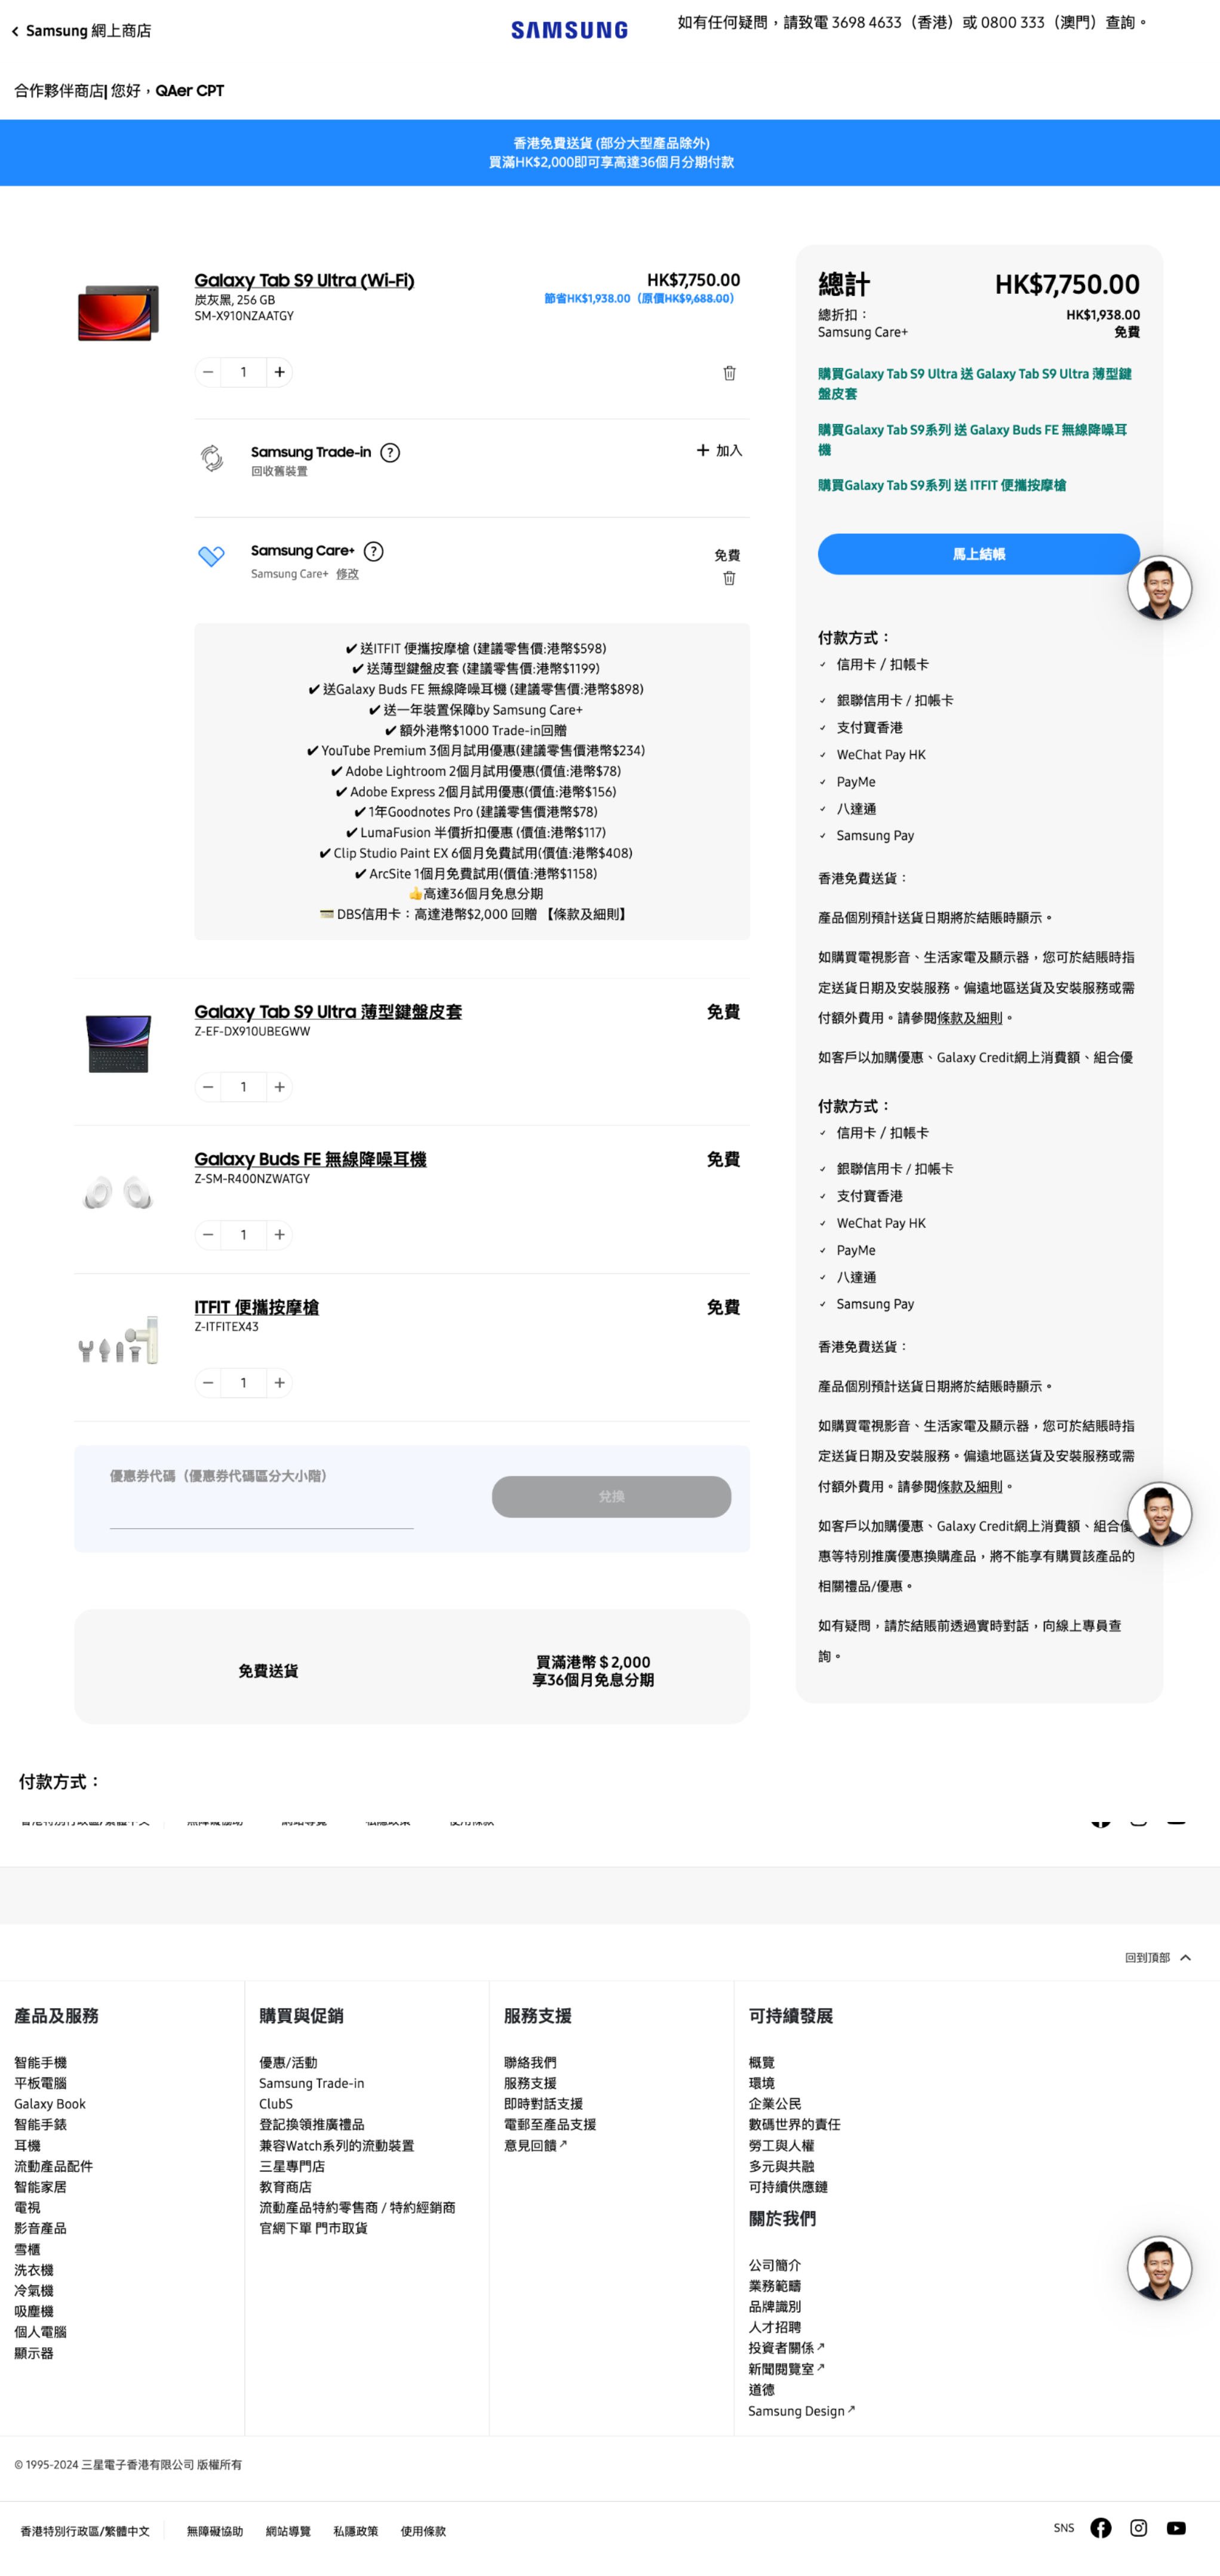 Samsung 網上商店
SAMSUNG
如有任何疑問，請致電 3698 4633（香港）或 0800 333（澳門）查詢。
合作夥伴商店| 您好，QAer CPT
香港免費送貨 (部分大型產品除外)
買滿HK$2,000即可享高達36個月分期付款
Galaxy Tab S9 Ultra (Wi-Fi)
HK$7,750.00
炭灰黑, 256 GB
節省HK$1,938.00（原價HK$9,688.00）
SM-X910NZAATGY
1
Samsung Trade-in ?
+ 加入
回收舊裝置
Samsung Care+ ?
免費
Samsung Care+ 修改
✔ 送ITFIT 便攜按摩槍 (建議零售價:港幣$598)
✔ 送薄型鍵盤皮套 (建議零售價:港幣$1199)
✔ 送Galaxy Buds FE 無線降噪耳機 (建議零售價:港幣$898)
✔ 送一年裝置保障by Samsung Care+
✔ 額外港幣$1000 Trade-in回贈
✔ YouTube Premium 3個月試用優惠(建議零售價港幣$234)
✔ Adobe Lightroom 2個月試用優惠(價值:港幣$78)
✔ Adobe Express 2個月試用優惠(價值:港幣$156)
✔ 1年Goodnotes Pro (建議零售價港幣$78)
✔ LumaFusion 半價折扣優惠 (價值:港幣$117)
✔ Clip Studio Paint EX 6個月免費試用(價值:港幣$408)
✔ ArcSite 1個月免費試用(價值:港幣$1158)
👍高達36個月免息分期
💳 DBS信用卡：高達港幣$2,000 回贈 【條款及細則】
Galaxy Tab S9 Ultra 薄型鍵盤皮套
免費
Z-EF-DX910UBEGWW
1
Galaxy Buds FE 無線降噪耳機
免費
Z-SM-R400NZWATGY
1
ITFIT 便攜按摩槍
免費
Z-ITFITEX43
1
優惠券代碼（優惠券代碼區分大小階）
兌換
免費送貨
買滿港幣＄2,000
享36個月免息分期
總計
HK$7,750.00
總折扣：
HK$1,938.00
Samsung Care+
免費
購買Galaxy Tab S9 Ultra 送 Galaxy Tab S9 Ultra 薄型鍵
盤皮套
購買Galaxy Tab S9系列 送 Galaxy Buds FE 無線降噪耳
機
購買Galaxy Tab S9系列 送 ITFIT 便攜按摩槍
馬上結帳
付款方式：
信用卡 / 扣帳卡
銀聯信用卡 / 扣帳卡
支付寶香港
WeChat Pay HK
PayMe
八達通
Samsung Pay
香港免費送貨：
產品個別預計送貨日期將於結賬時顯示。
如購買電視影音、生活家電及顯示器，您可於結賬時指
定送貨日期及安裝服務。偏遠地區送貨及安裝服務或需
付額外費用。請參閱條款及細則。
如客戶以加購優惠、Galaxy Credit網上消費額、組合優
付款方式：
信用卡 / 扣帳卡
銀聯信用卡 / 扣帳卡
支付寶香港
WeChat Pay HK
PayMe
八達通
Samsung Pay
香港免費送貨：
產品個別預計送貨日期將於結賬時顯示。
如購買電視影音、生活家電及顯示器，您可於結賬時指
定送貨日期及安裝服務。偏遠地區送貨及安裝服務或需
付額外費用。請參閱條款及細則。
如客戶以加購優惠、Galaxy Credit網上消費額、組合優
惠等特別推廣優惠換購產品，將不能享有購買該產品的
相關禮品/優惠。
如有疑問，請於結賬前透過實時對話，向線上專員查
詢。
付款方式：
香港特別行政區/繁體中文
無障礙協助
網站導覽
私隱政策
使用條款
回到頂部
產品及服務
智能手機
平板電腦
Galaxy Book
智能手錶
耳機
流動產品配件
智能家居
電視
影音產品
雪櫃
洗衣機
冷氣機
吸塵機
個人電腦
顯示器
購買與促銷
優惠/活動
Samsung Trade-in
ClubS
登記換領推廣禮品
兼容Watch系列的流動裝置
三星專門店
教育商店
流動產品特約零售商 / 特約經銷商
官網下單 門市取貨
服務支援
聯絡我們
服務支援
即時對話支援
電郵至產品支援
意見回饋↗
可持續發展
概覽
環境
企業公民
數碼世界的責任
勞工與人權
多元與共融
可持續供應鏈
關於我們
公司簡介
業務範疇
品牌識別
人才招聘
投資者關係↗
新聞閱覽室↗
道德
Samsung Design↗
© 1995-2024 三星電子香港有限公司 版權所有
香港特別行政區/繁體中文
無障礙協助
網站導覽
私隱政策
使用條款
SNS